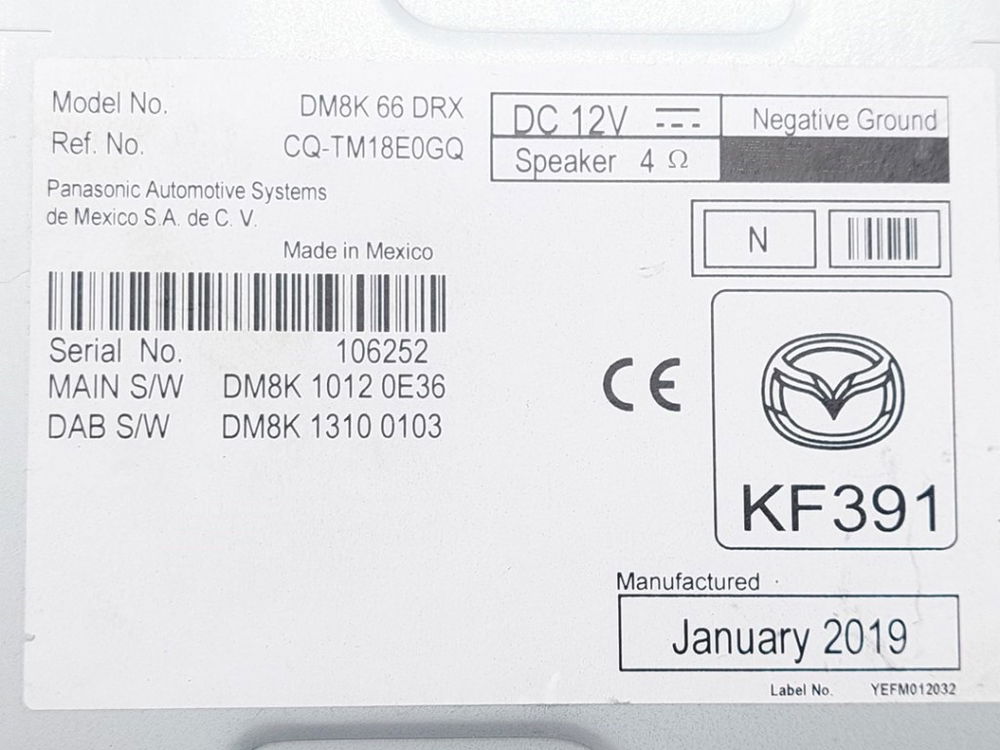 Model No. DM8K 66 DRX
Ref. No. CQ-TM18E0GQ
Panasonic Automotive Systems
de Mexico S.A. de C. V.
Made in Mexico
Serial No. 106252
MAIN S/W DM8K 1012 0E36
DAB S/W DM8K 1310 0103
DC 12V Negative Ground
Speaker 4 Ω
N
CE
KF391
Manufactured
January 2019
Label No. YEFM012032